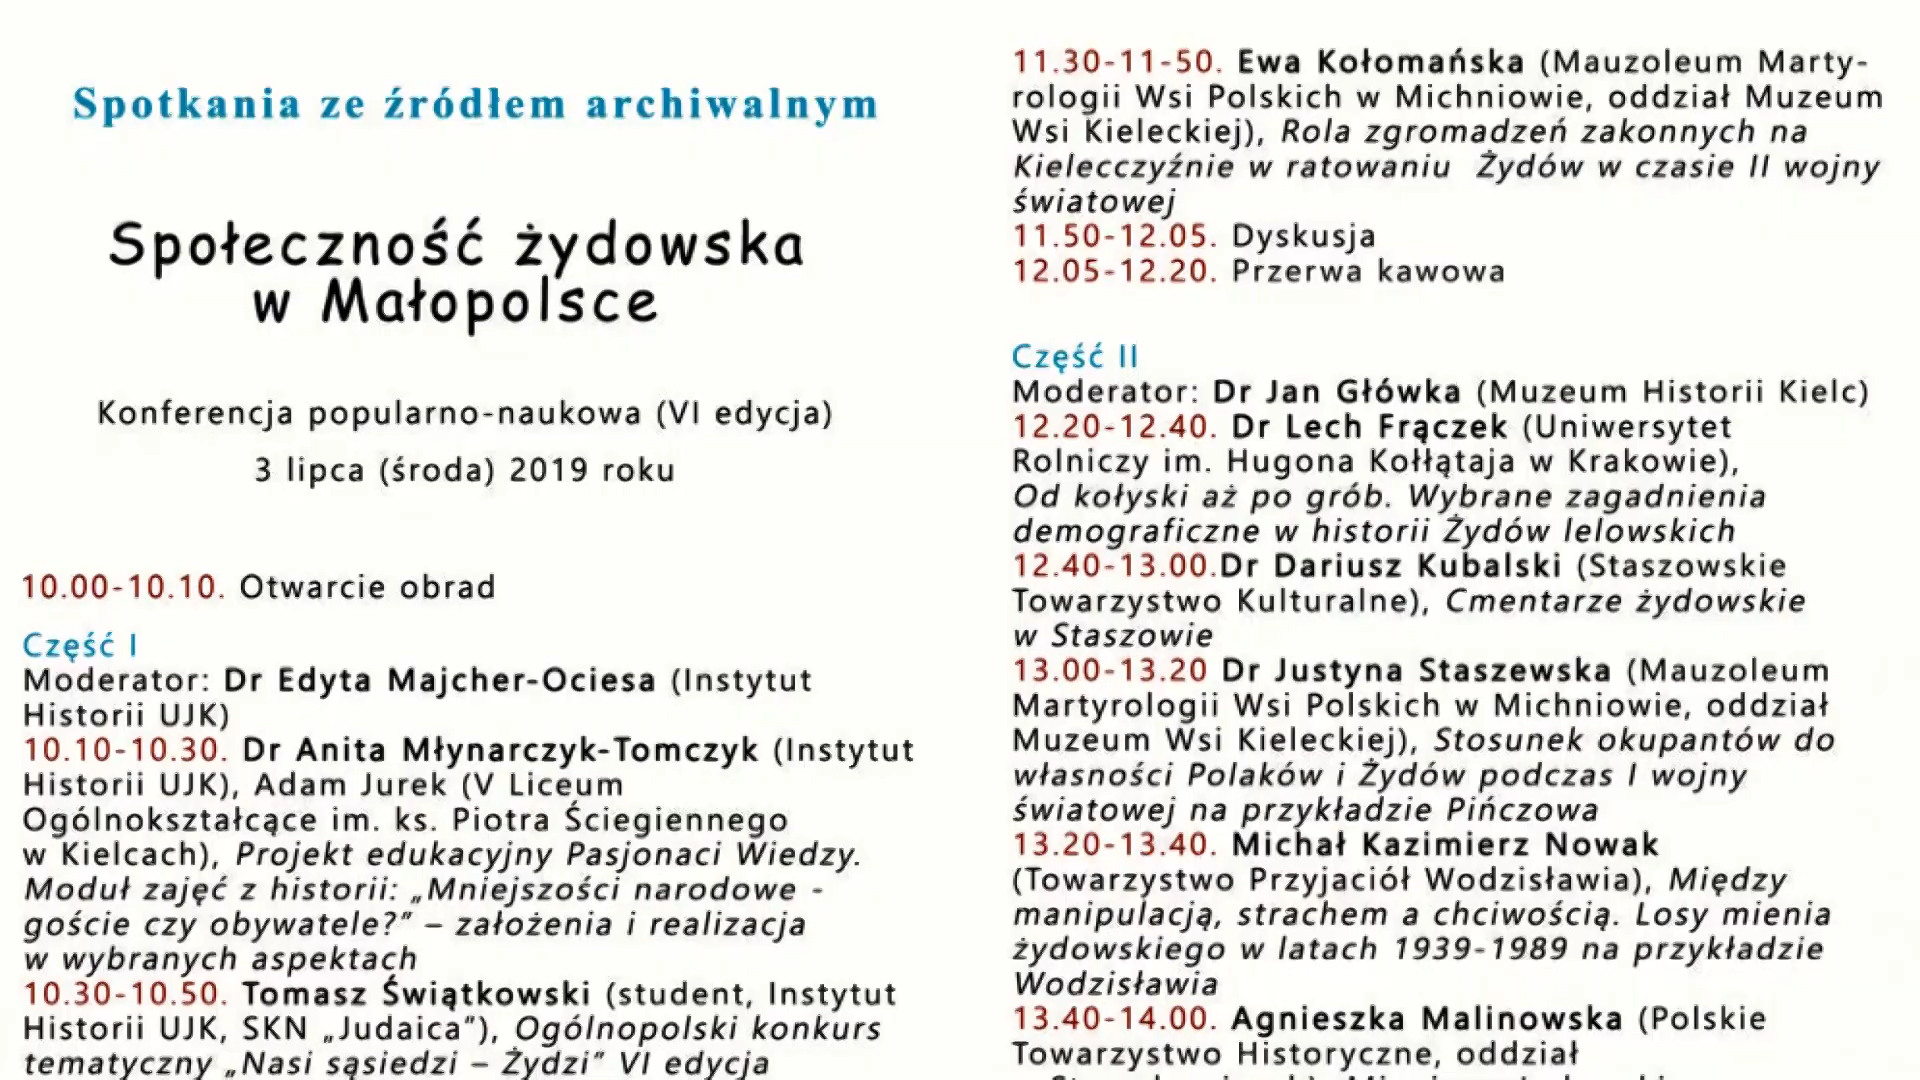 Spotkania ze źródłem archiwalnym
Społeczność żydowska
w Małopolsce
Konferencja popularno-naukowa (VI edycja)
3 lipca (środa) 2019 roku
10.00-10.10. Otwarcie obrad
Część I
Moderator: Dr Edyta Majcher-Ociesa (Instytut
Historii UJK)
10.10-10.30. Dr Anita Młynarczyk-Tomczyk (Instytut
Historii UJK), Adam Jurek (V Liceum
Ogólnokształcące im. ks. Piotra Ściegiennego
w Kielcach), Projekt edukacyjny Pasjonaci Wiedzy.
Moduł zajęć z historii: „Mniejszości narodowe -
goście czy obywatele?” – założenia i realizacja
w wybranych aspektach
10.30-10.50. Tomasz Świątkowski (student, Instytut
Historii UJK, SKN „Judaica”), Ogólnopolski konkurs
tematyczny „Nasi sąsiedzi – Żydzi” VI edycja
11.30-11-50. Ewa Kołomańska (Mauzoleum Marty-
rologii Wsi Polskich w Michniowie, oddział Muzeum
Wsi Kieleckiej), Rola zgromadzeń zakonnych na
Kielecczyźnie w ratowaniu Żydów w czasie II wojny
światowej
11.50-12.05. Dyskusja
12.05-12.20. Przerwa kawowa
Część II
Moderator: Dr Jan Główka (Muzeum Historii Kielc)
12.20-12.40. Dr Lech Frączek (Uniwersytet
Rolniczy im. Hugona Kołłątaja w Krakowie),
Od kołyski aż po grób. Wybrane zagadnienia
demograficzne w historii Żydów lelowskich
12.40-13.00.Dr Dariusz Kubalski (Staszowskie
Towarzystwo Kulturalne), Cmentarze żydowskie
w Staszowie
13.00-13.20 Dr Justyna Staszewska (Mauzoleum
Martyrologii Wsi Polskich w Michniowie, oddział
Muzeum Wsi Kieleckiej), Stosunek okupantów do
własności Polaków i Żydów podczas I wojny
światowej na przykładzie Pińczowa
13.20-13.40. Michał Kazimierz Nowak
(Towarzystwo Przyjaciół Wodzisławia), Między
manipulacją, strachem a chciwością. Losy mienia
żydowskiego w latach 1939-1989 na przykładzie
Wodzisławia
13.40-14.00. Agnieszka Malinowska (Polskie
Towarzystwo Historyczne, oddział